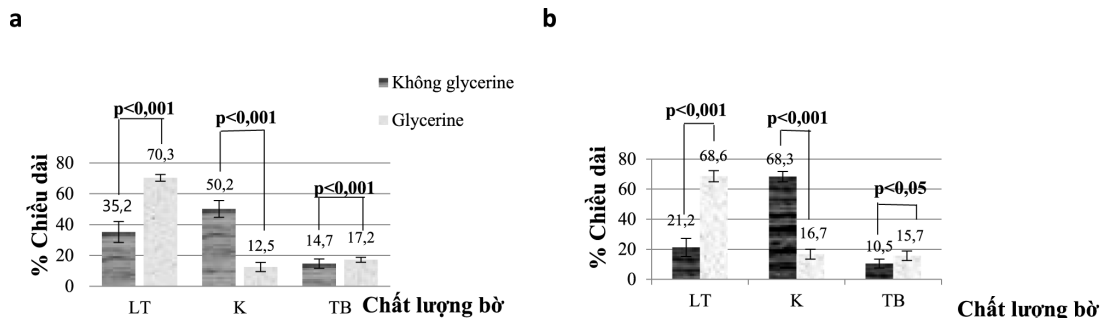 a
Không glycerine
Glycerine
p<0,001
p<0,001
p<0,001
70,3
50,2
35,2
12,5
14,7
17,2
80
60
40
20
0
% Chiều dài
LT
K
TB
Chất lượng bờ
b
p<0,001
p<0,001
p<0,05
68,6
68,3
21,2
16,7
10,5
15,7
80
60
40
20
0
% Chiều dài
LT
K
TB
Chất lượng bờ